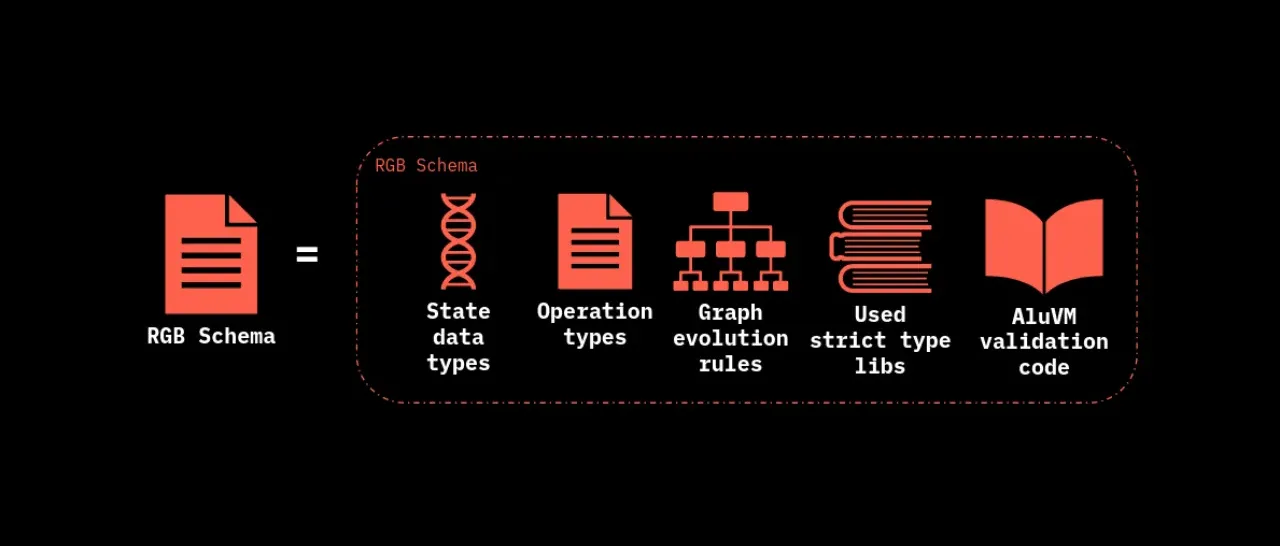 RGB Schema
=
RGB Schema
State
data
types
Operation
types
Graph
evolution
rules
Used
strict type
libs
AluVM
validation
code